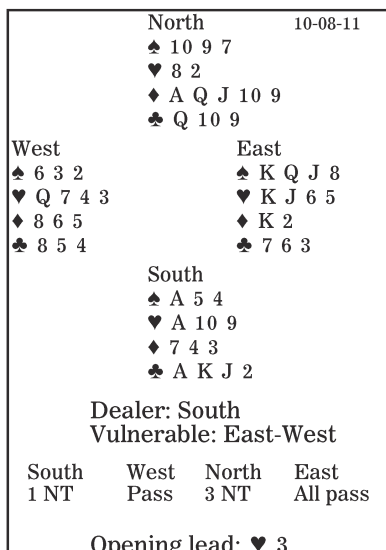 North 10-08-11
♠ 10 9 7
♥ 8 2
♦ A Q J 10 9
♣ Q 10 9
West East
♠ 6 3 2 ♠ K Q J 8
♥ Q 7 4 3 ♥ K J 6 5
♦ 8 6 5 ♦ K 2
♣ 8 5 4 ♣ 7 6 3
South
♠ A 5 4
♥ A 10 9
♦ 7 4 3
♣ A K J 2
Dealer: South
Vulnerable: East-West
South West North East
1 NT Pass 3 NT All pass
Opening lead: ♥ 3